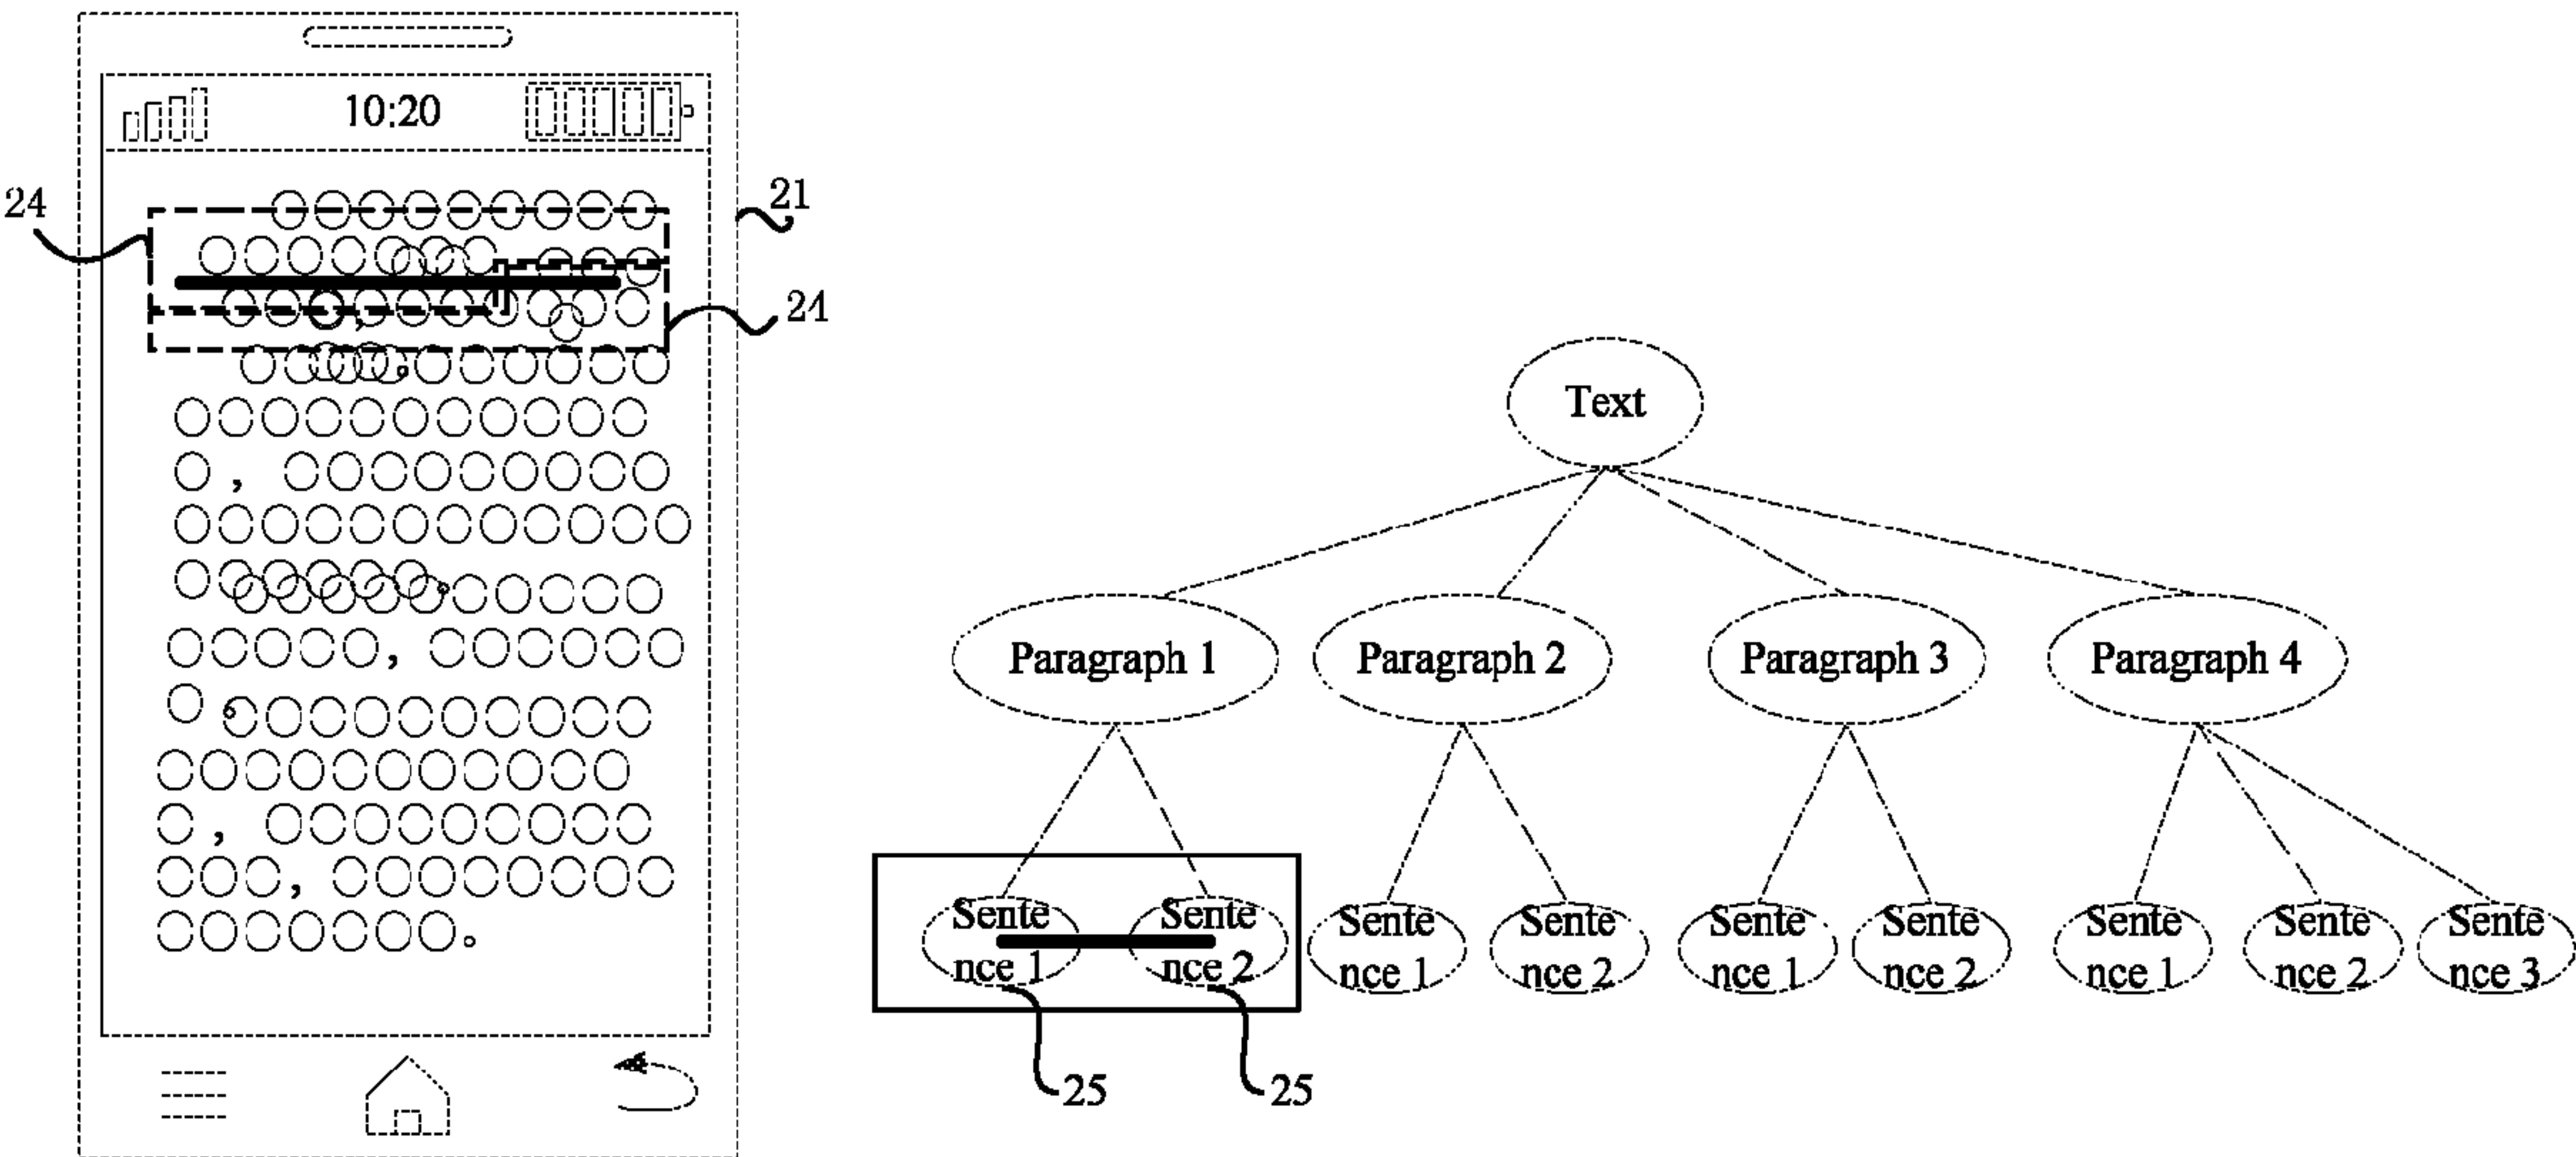 10:20
24
21
24
Text
Paragraph 1
Paragraph 2
Paragraph 3
Paragraph 4
Sente
nce 1
Sente
nce 2
Sente
nce 1
Sente
nce 2
Sente
nce 1
Sente
nce 2
Sente
nce 1
Sente
nce 2
Sente
nce 3
25
25